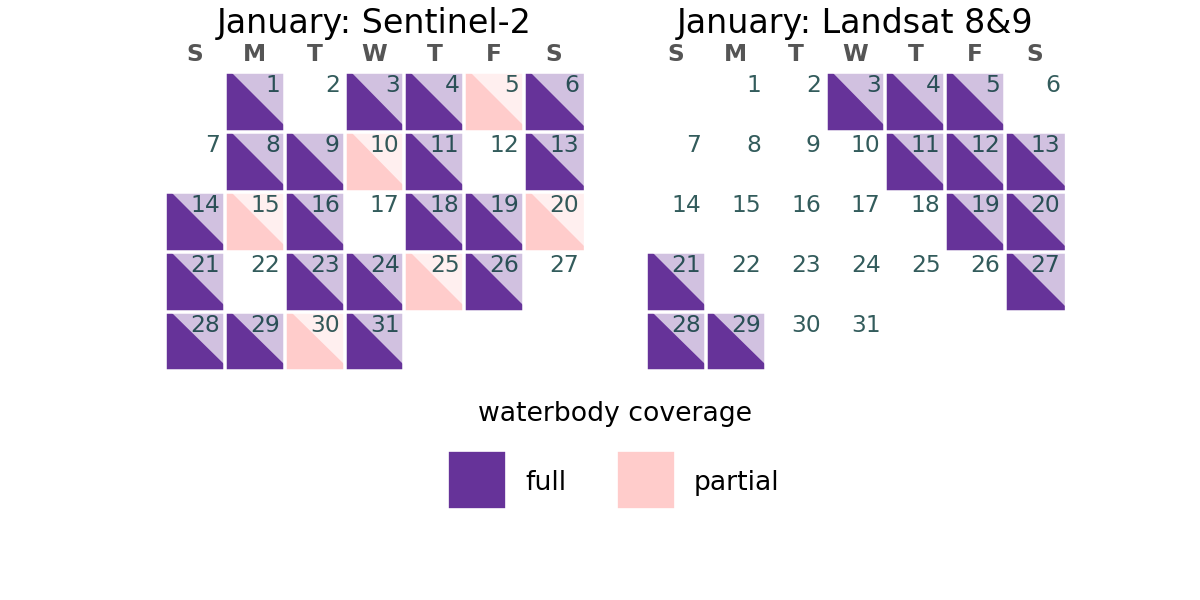 January: Sentinel-2
S M T W T F S
1 2 3 4 5 6
7 8 9 10 11 12 13
14 15 16 17 18 19 20
21 22 23 24 25 26 27
28 29 30 31
January: Landsat 8&9
S M T W T F S
1 2 3 4 5 6
7 8 9 10 11 12 13
14 15 16 17 18 19 20
21 22 23 24 25 26 27
28 29 30 31
waterbody coverage
full partial